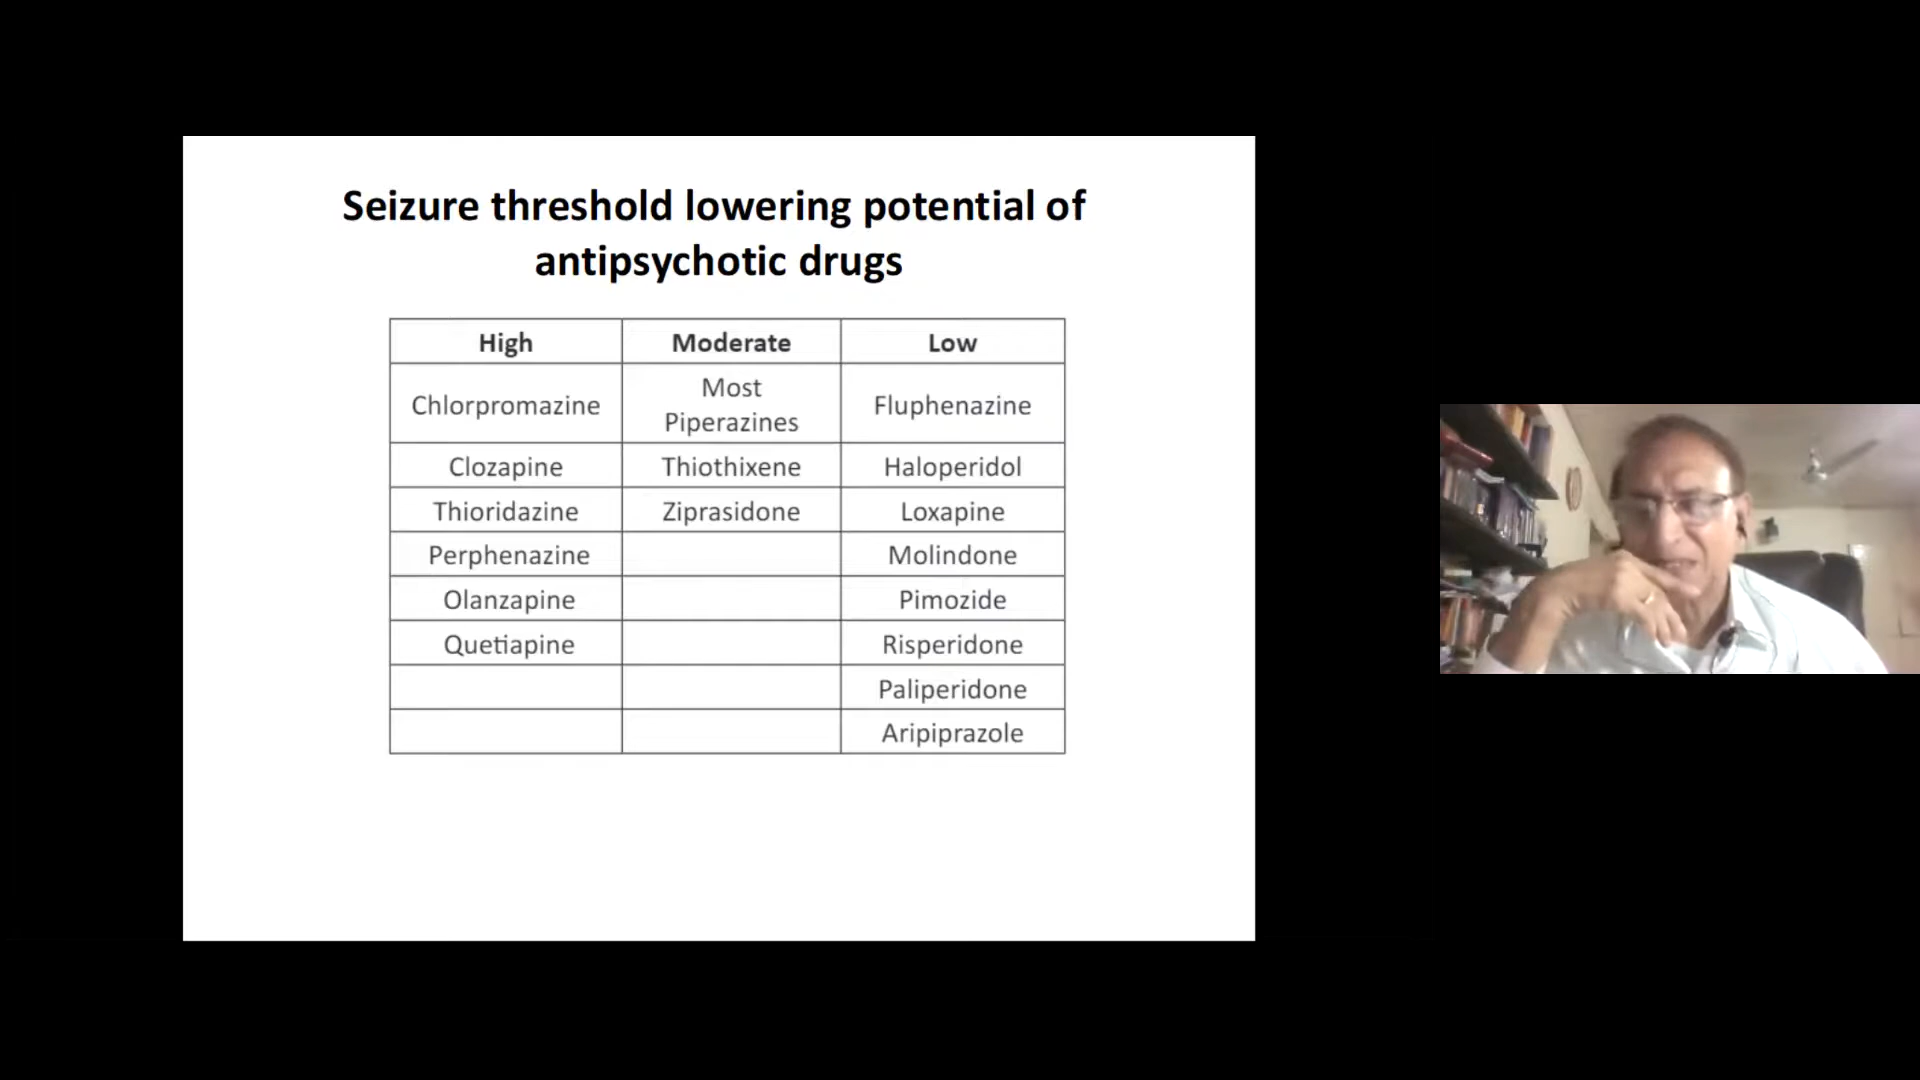 Seizure threshold lowering potential of
antipsychotic drugs
High Moderate Low
Chlorpromazine Most Piperazines Fluphenazine
Clozapine Thiothixene Haloperidol
Thioridazine Ziprasidone Loxapine
Perphenazine Molindone
Olanzapine Pimozide
Quetiapine Risperidone
Paliperidone
Aripiprazole